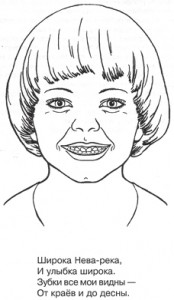 Широка Нева-река,
И улыбка широка.
Зубки все мои видны —
От краёв и до десны.